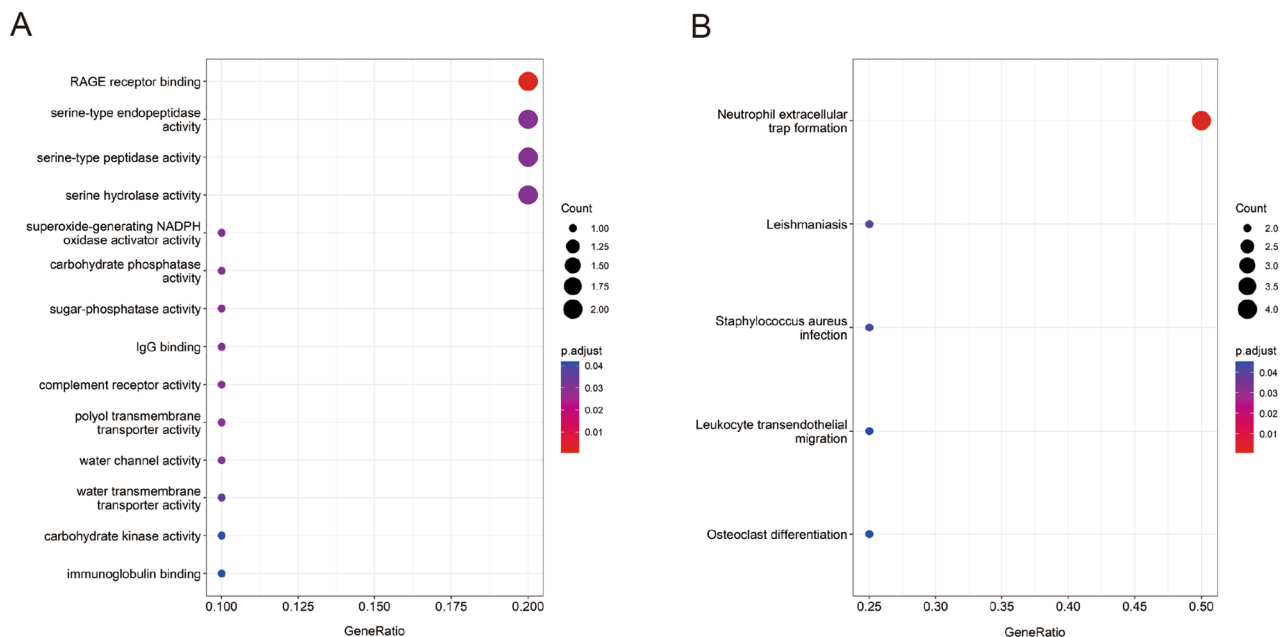 A
RAGE receptor binding
serine-type endopeptidase
activity
serine-type peptidase activity
serine hydrolase activity
superoxide-generating NADPH
oxidase activator activity
carbohydrate phosphatase
activity
sugar-phosphatase activity
IgG binding
complement receptor activity
polyol transmembrane
transporter activity
water channel activity
water transmembrane
transporter activity
carbohydrate kinase activity
immunoglobulin binding
0.100 0.125 0.150 0.175 0.200
GeneRatio
Count
1.00
1.25
1.50
1.75
2.00
p.adjust
0.04
0.03
0.02
0.01
B
Neutrophil extracellular
trap formation
Leishmaniasis
Staphylococcus aureus
infection
Leukocyte transendothelial
migration
Osteoclast differentiation
0.25 0.30 0.35 0.40 0.45 0.50
GeneRatio
Count
2.0
2.5
3.0
3.5
4.0
p.adjust
0.04
0.03
0.02
0.01